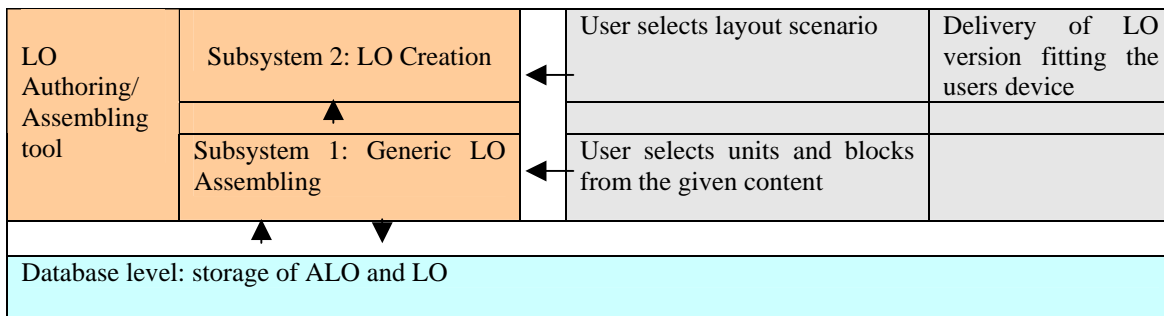 LO
Authoring/
Assembling
tool
Subsystem 2: LO Creation
User selects layout scenario
Delivery of LO
version fitting the
users device
Subsystem 1: Generic LO
Assembling
User selects units and blocks
from the given content
Database level: storage of ALO and LO